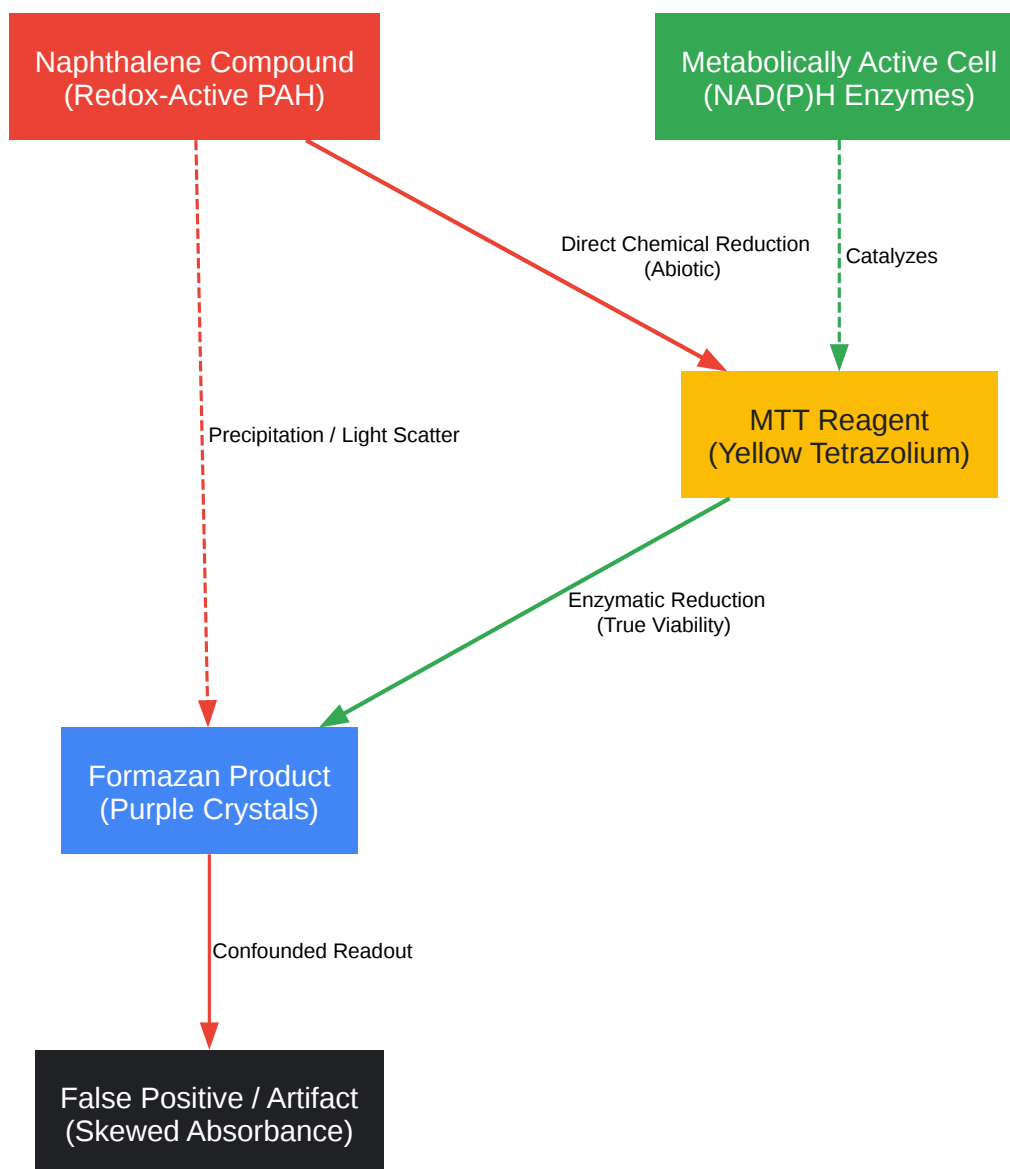 Naphthalene Compound
(Redox-Active PAH)
Metabolically Active Cell
(NAD(P)H Enzymes)
Direct Chemical Reduction
(Abiotic)
Catalyzes
MTT Reagent
(Yellow Tetrazolium)
Precipitation / Light Scatter
Enzymatic Reduction
(True Viability)
Formazan Product
(Purple Crystals)
Confounded Readout
False Positive / Artifact
(Skewed Absorbance)